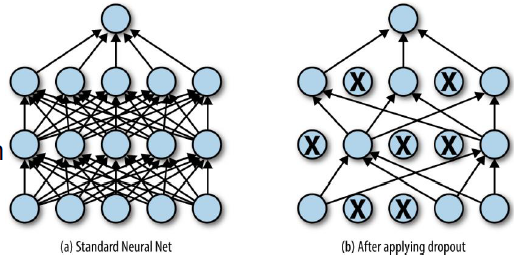 X X
X X X
X X
(a) Standard Neural Net
(b) After applying dropout